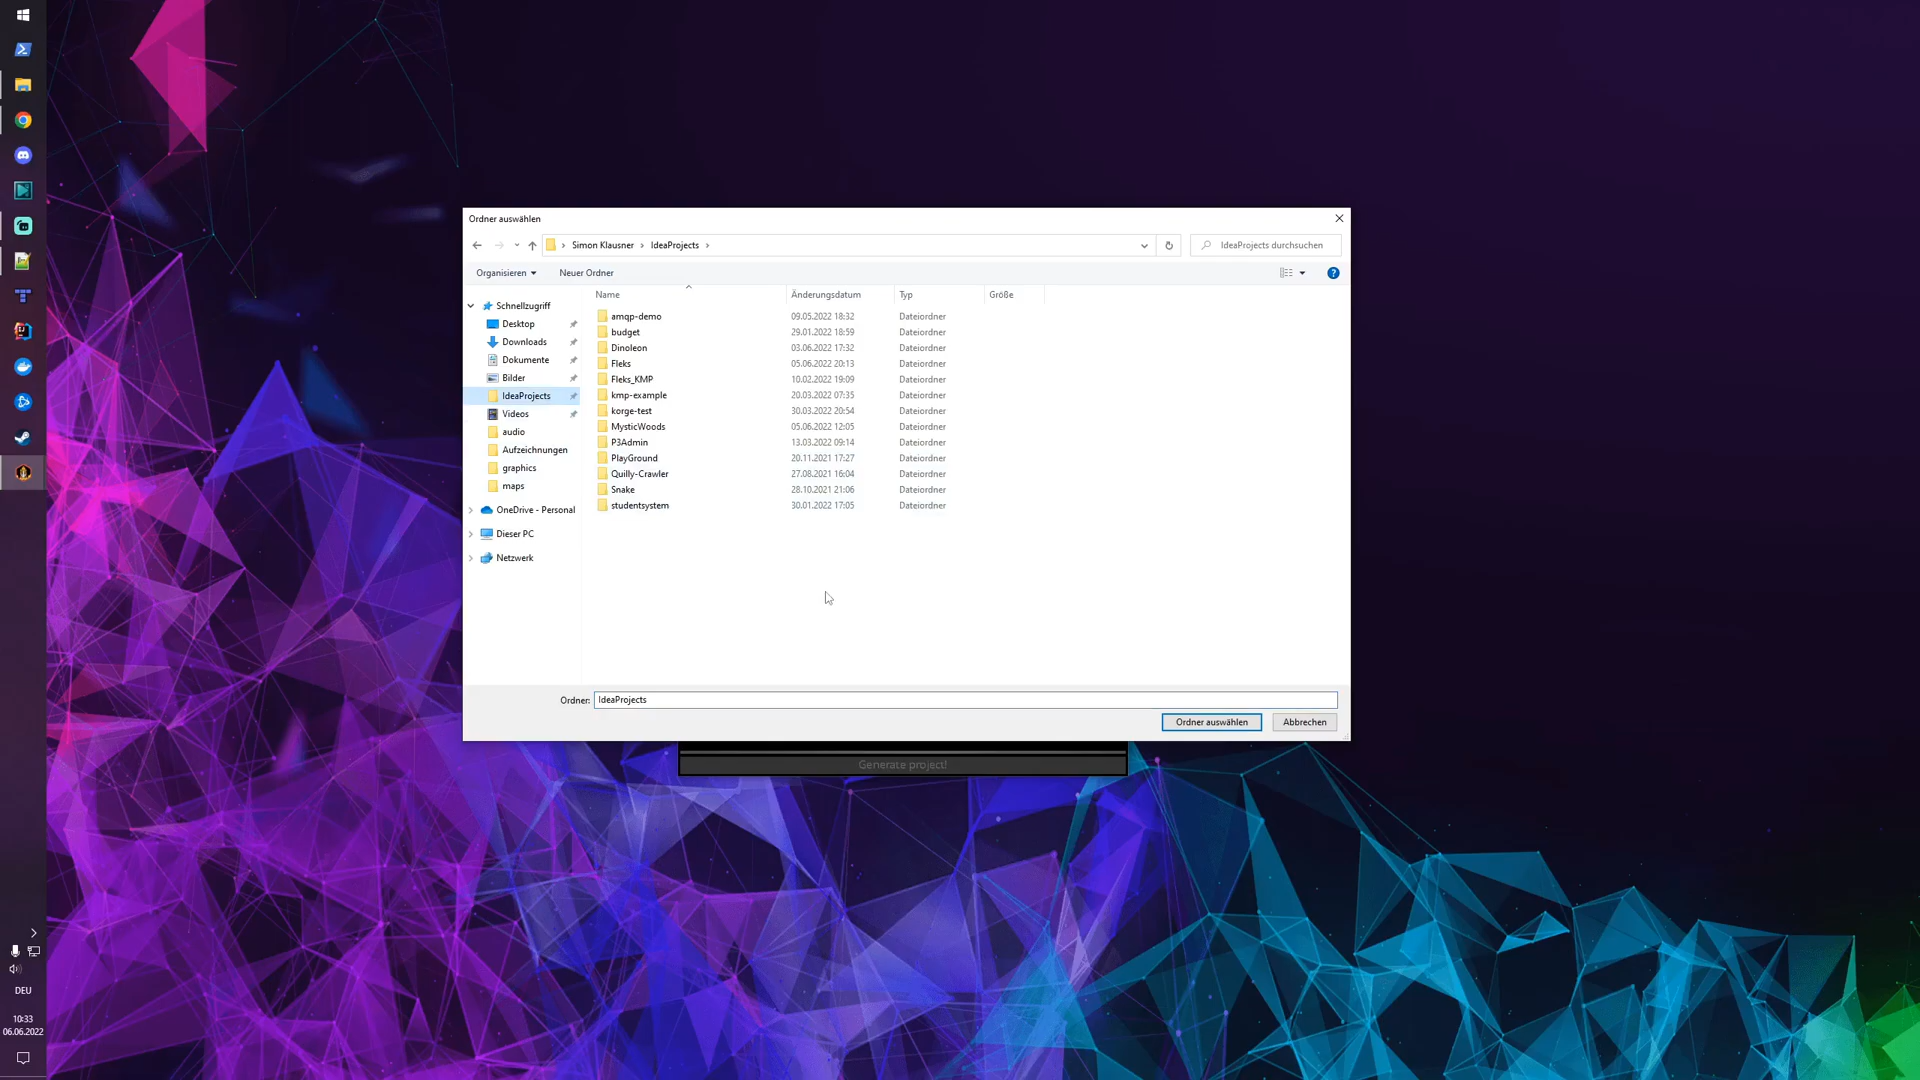 Ordner auswählen
Simon Klausner > IdeaProjects >
IdeaProjects durchsuchen
Organisieren
Neuer Ordner
Name Änderungsdatum Typ Größe
Schnellzugriff
Desktop
Downloads
Dokumente
Bilder
IdeaProjects
Videos
audio
Aufzeichnungen
graphics
maps
OneDrive - Personal
Dieser PC
Netzwerk
amqp-demo 09.05.2022 18:32 Dateiordner
budget 29.01.2022 18:59 Dateiordner
Dinoleon 03.06.2022 17:32 Dateiordner
Fleks 05.06.2022 20:13 Dateiordner
Fleks_KMP 10.02.2022 19:09 Dateiordner
kmp-example 20.03.2022 07:35 Dateiordner
korge-test 30.03.2022 20:54 Dateiordner
MysticWoods 05.06.2022 12:05 Dateiordner
P3Admin 13.03.2022 09:14 Dateiordner
PlayGround 20.11.2021 17:27 Dateiordner
Quilly-Crawler 27.08.2021 16:04 Dateiordner
Snake 28.10.2021 21:06 Dateiordner
studentsystem 30.01.2022 17:05 Dateiordner
Ordner: IdeaProjects
Ordner auswählen
Abbrechen
Generate project!
DEU
10:33
06.06.2022